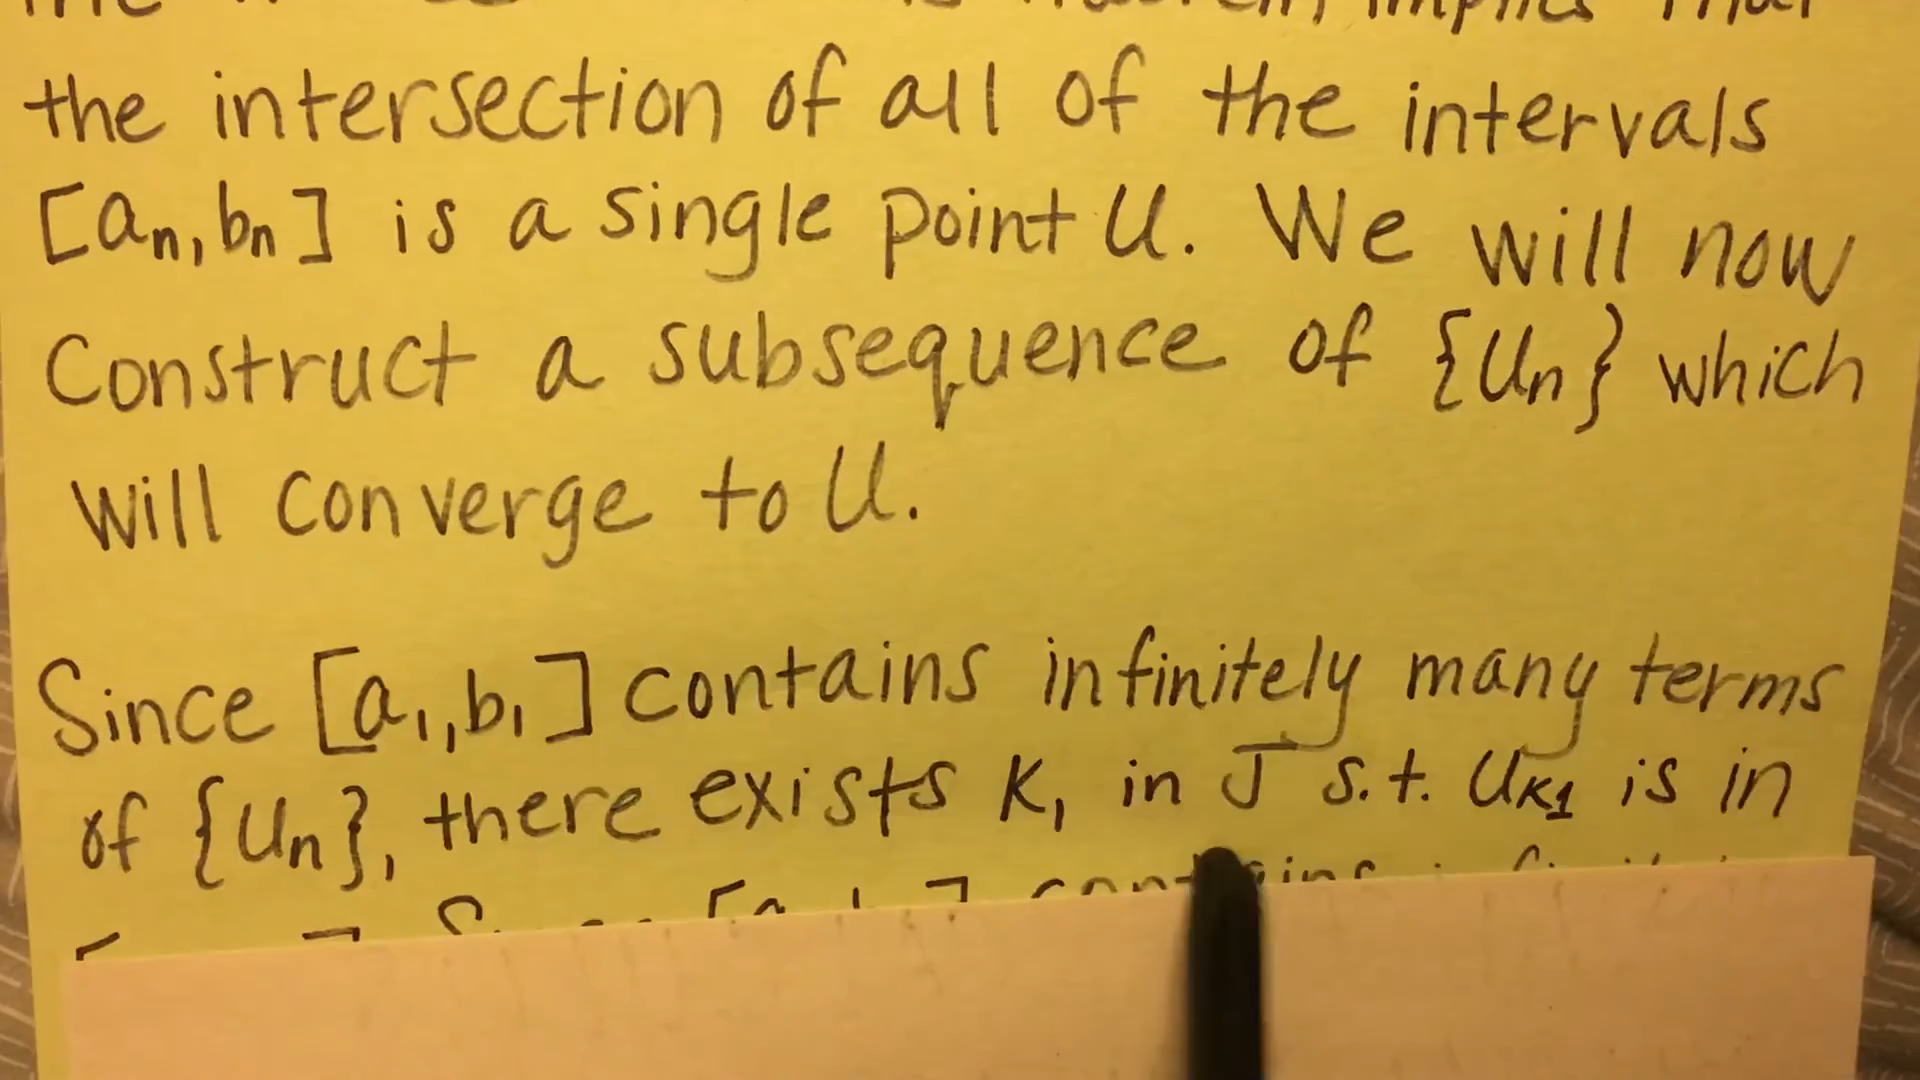 implies that
the intersection of all of the intervals
[an, bn] is a single point U. We will now
Construct a subsequence of {Un} which
will converge to U.
Since [a1, b1] contains infinitely many terms
of {Un}, there exists K1 in J s.t. UK1 is in